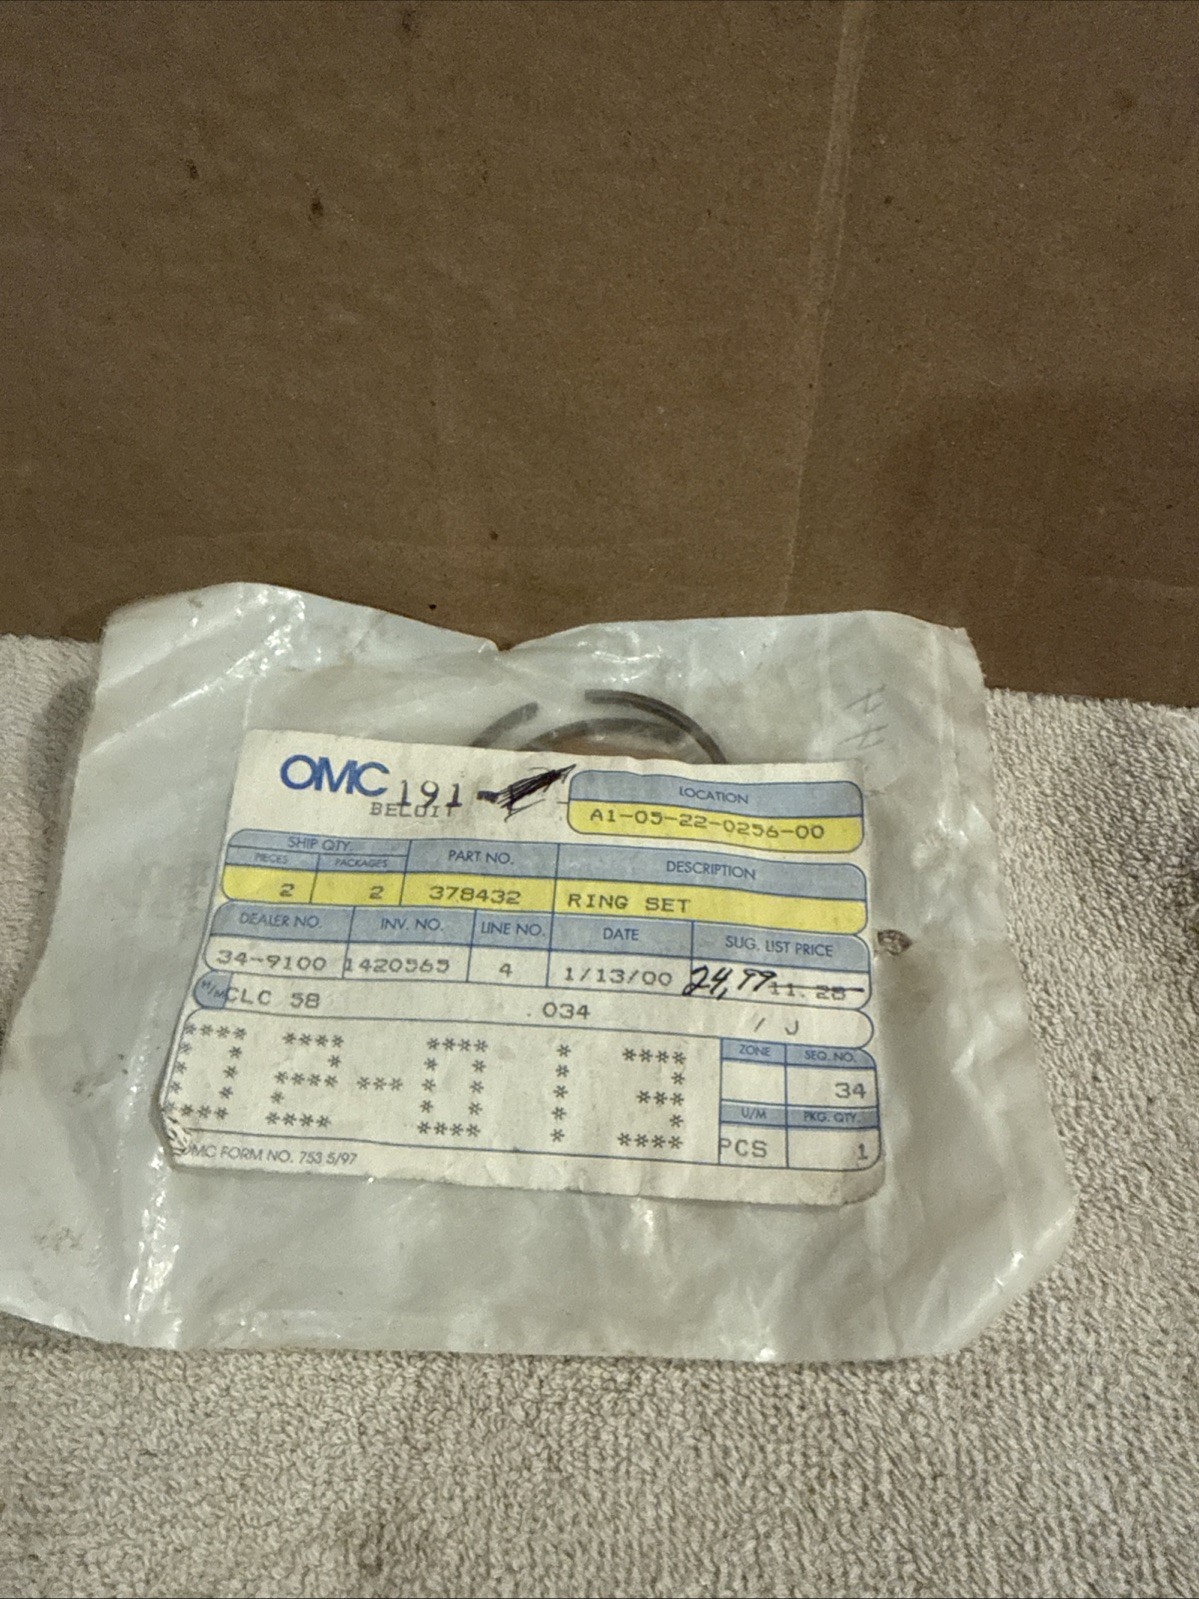 OMC 191
BELOIT
LOCATION
A1-05-22-0256-00
SHIP QTY.
PIECES PACKAGES PART NO. DESCRIPTION
2 2 378432 RING SET
DEALER NO. INV. NO. LINE NO. DATE SUG. LIST PRICE
34-9100 1420565 4 1/13/00 24,99 11.28
H/M CLC 58 .034 / J
02-013
ZONE SEQ. NO.
34
U/M PKG. QTY.
PCS 1
OMC FORM NO. 753 5/97